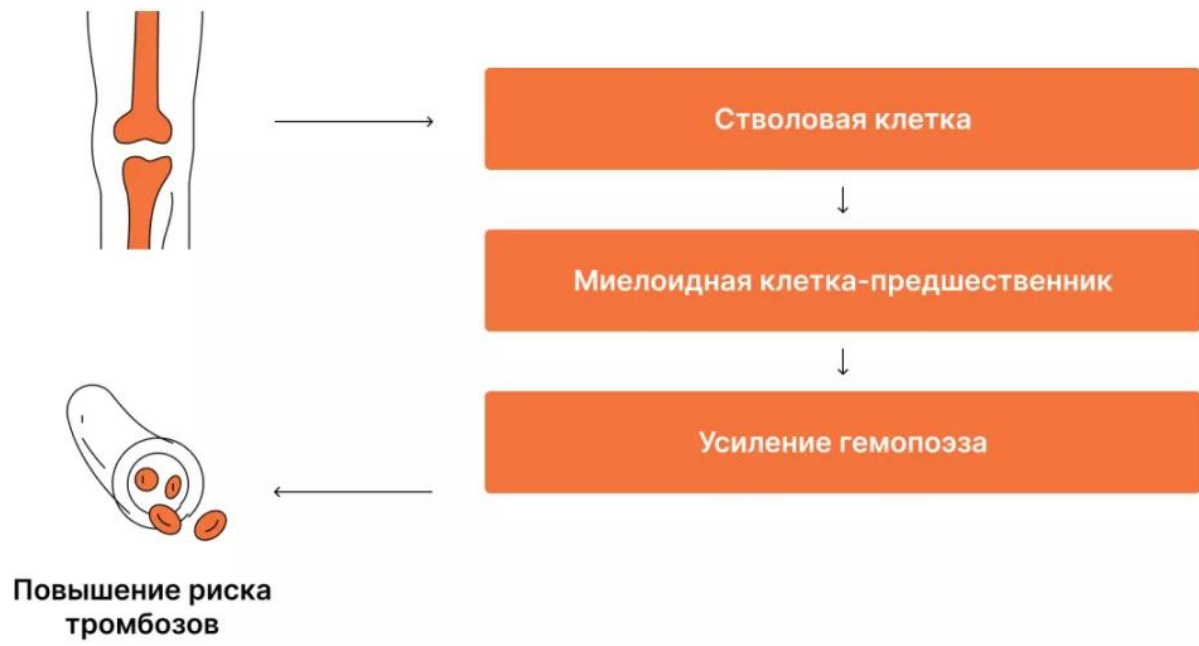 Стволовая клетка
Миелоидная клетка-предшественник
Усиление гемопоэза
Повышение риска
тромбозов